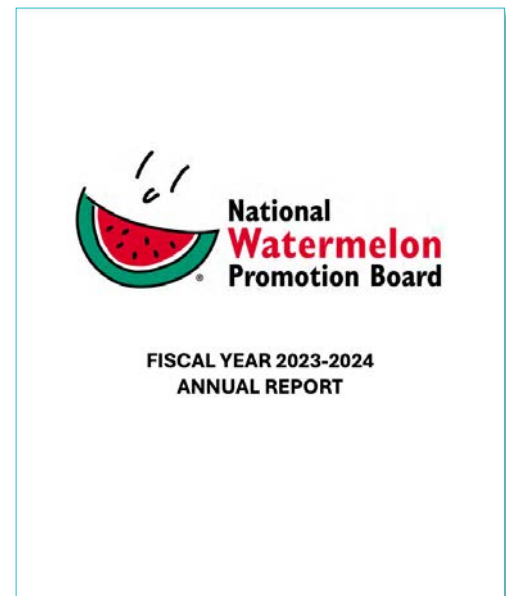 National
Watermelon
Promotion Board
®
FISCAL YEAR 2023-2024
ANNUAL REPORT